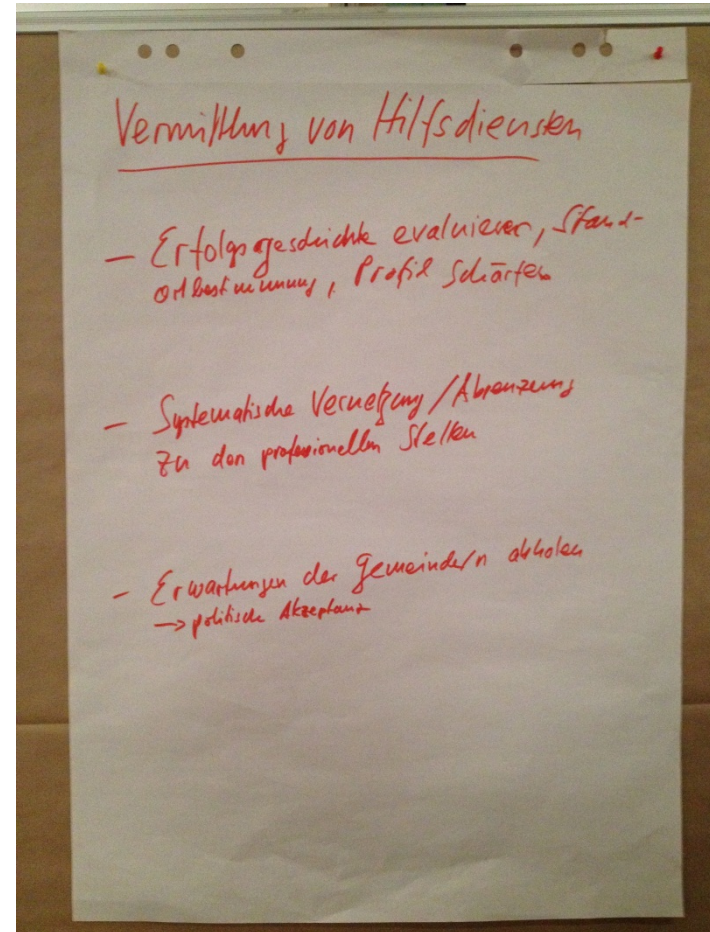 Vermittlung von Hilfsdiensten
– Erfolgsgeschichte evaluieren, Stand-
ortbestimmung, Profil schärfen
– Systematische Vernetzung / Abgrenzung
zu den professionellen Stellen
– Erwartungen der Gemeinde/n abholen
→ politische Akzeptanz